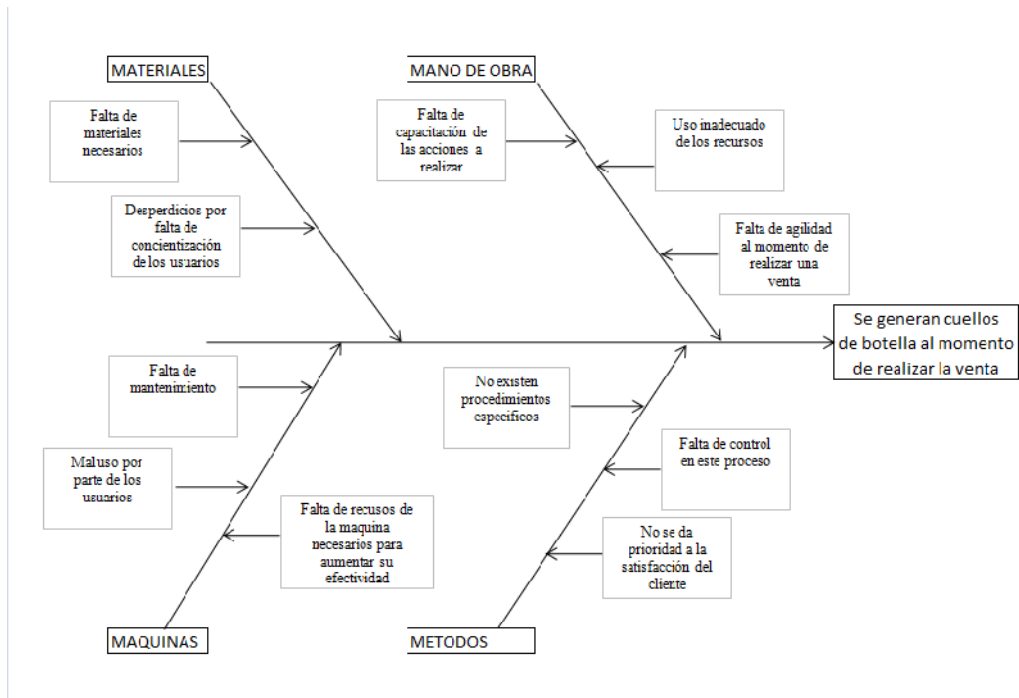 MATERIALES
Falta de
materiales
necesarios
Desperdicios por
falta de
concientización
de los usuarios
MANO DE OBRA
Falta de
capacitación de
las acciones a
realizar
Uso inadecuado
de los recursos
Falta de agilidad
al momento de
realizar una
venta
Se generan cuellos
de botella al momento
de realizar la venta
Falta de
mantenimiento
Mal uso por
parte de los
usuarios
Falta de recusos de
la maquina
necesarios para
aumentar su
efectividad
MAQUINAS
No existen
procedimientos
especificos
Falta de control
en este proceso
No se da
prioridad a la
satisfacción del
cliente
METODOS